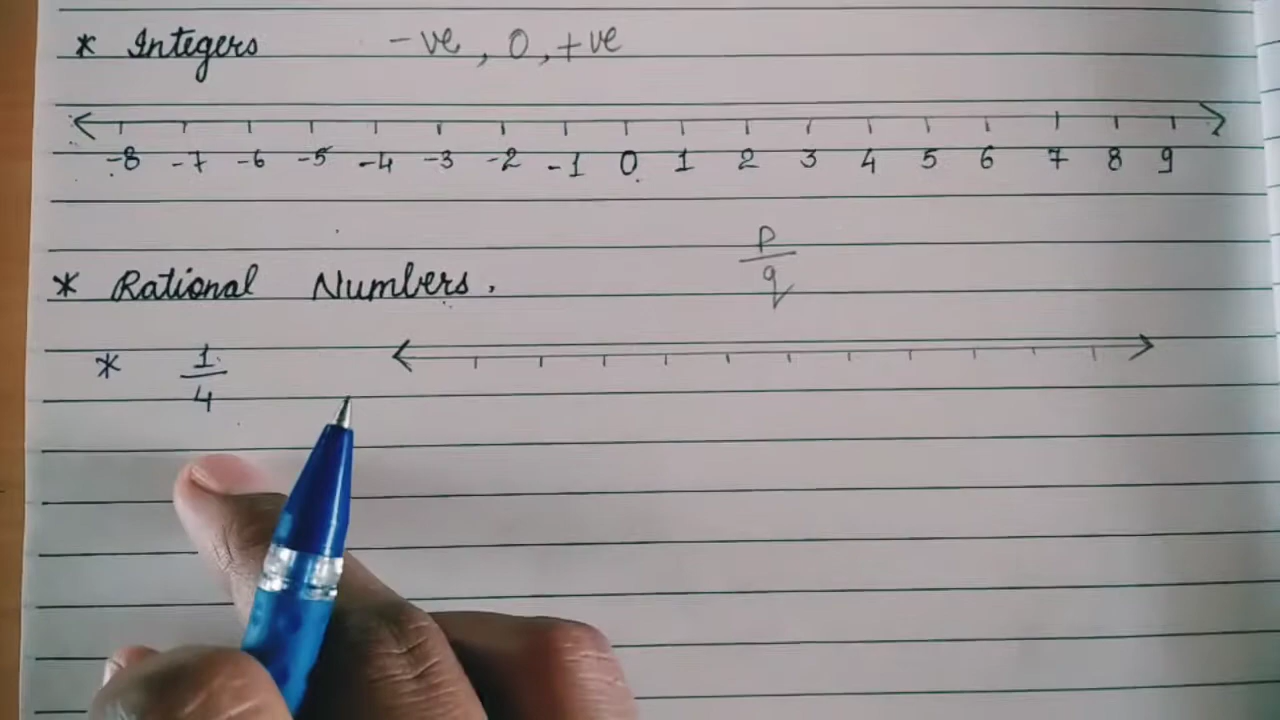 * Integers -ve, 0, +ve
-8 -7 -6 -5 -4 -3 -2 -1 0 1 2 3 4 5 6 7 8 9
p/q
* Rational Numbers.
* 1/4